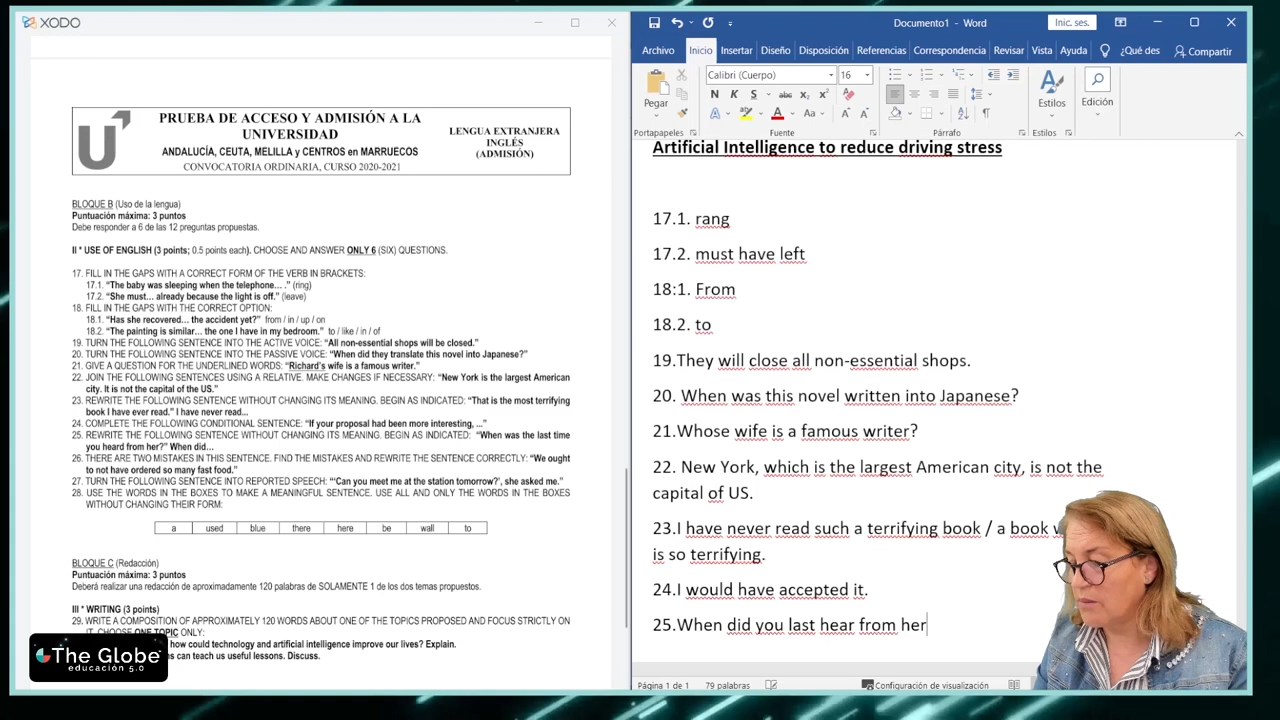 XODO
PRUEBA DE ACCESO Y ADMISIÓN A LA
UNIVERSIDAD
ANDALUCÍA, CEUTA, MELILLA y CENTROS en MARRUECOS
CONVOCATORIA ORDINARIA, CURSO 2020-2021
LENGUA EXTRANJERA
INGLÉS
(ADMISIÓN)
BLOQUE B (Uso de la lengua)
Puntuación máxima: 3 puntos
Debe responder a 6 de las 12 preguntas propuestas.
II * USE OF ENGLISH (3 points; 0.5 points each). CHOOSE AND ANSWER ONLY 6 (SIX) QUESTIONS.
17. FILL IN THE GAPS WITH A CORRECT FORM OF THE VERB IN BRACKETS:
17.1. “The baby was sleeping when the telephone… .” (ring)
17.2. “She must… already because the light is off.” (leave)
18. FILL IN THE GAPS WITH THE CORRECT OPTION:
18.1. “Has she recovered… the accident yet?” from / in / up / on
18.2. “The painting is similar… the one I have in my bedroom.” to / like / in / of
19. TURN THE FOLLOWING SENTENCE INTO THE ACTIVE VOICE: “All non-essential shops will be closed.”
20. TURN THE FOLLOWING SENTENCE INTO THE PASSIVE VOICE: “When did they translate this novel into Japanese?”
21. GIVE A QUESTION FOR THE UNDERLINED WORDS: “Richard’s wife is a famous writer.”
22. JOIN THE FOLLOWING SENTENCES USING A RELATIVE. MAKE CHANGES IF NECESSARY: “New York is the largest American
city. It is not the capital of the US.”
23. REWRITE THE FOLLOWING SENTENCE WITHOUT CHANGING ITS MEANING. BEGIN AS INDICATED: “That is the most terrifying
book I have ever read.” I have never read...
24. COMPLETE THE FOLLOWING CONDITIONAL SENTENCE: “If your proposal had been more interesting, ...”
25. REWRITE THE FOLLOWING SENTENCE WITHOUT CHANGING ITS MEANING. BEGIN AS INDICATED: “When was the last time
you heard from her?” When did…
26. THERE ARE TWO MISTAKES IN THIS SENTENCE. FIND THE MISTAKES AND REWRITE THE SENTENCE CORRECTLY: “We ought
to not have ordered so many fast food.”
27. TURN THE FOLLOWING SENTENCE INTO REPORTED SPEECH: “‘Can you meet me at the station tomorrow?’, she asked me.”
28. USE THE WORDS IN THE BOXES TO MAKE A MEANINGFUL SENTENCE. USE ALL AND ONLY THE WORDS IN THE BOXES
WITHOUT CHANGING THEIR FORM:
a used blue there here be wall to
BLOQUE C (Redacción)
Puntuación máxima: 3 puntos
Deberá realizar una redacción de aproximadamente 120 palabras de SOLAMENTE 1 de los dos temas propuestos.
III * WRITING (3 points)
29. WRITE A COMPOSITION OF APPROXIMATELY 120 WORDS ABOUT ONE OF THE TOPICS PROPOSED AND FOCUS STRICTLY ON
IT. CHOOSE ONE TOPIC ONLY:
how could technology and artificial intelligence improve our lives? Explain.
can teach us useful lessons. Discuss.
The Globe
educación 5.0
Documento1 - Word
Inic. ses.
Archivo Inicio Insertar Diseño Disposición Referencias Correspondencia Revisar Vista Ayuda ¿Qué des Compartir
Calibri (Cuerpo) 16
Pegar
N K S abc x₂ x²
A A Aa A A
Estilos
Edición
Portapapeles Fuente Párrafo Estilos
Artificial Intelligence to reduce driving stress
17.1. rang
17.2. must have left
18:1. From
18.2. to
19.They will close all non-essential shops.
20. When was this novel written into Japanese?
21.Whose wife is a famous writer?
22. New York, which is the largest American city, is not the
capital of US.
23.I have never read such a terrifying book / a book
is so terrifying.
24.I would have accepted it.
25.When did you last hear from her
Página 1 de 1 79 palabras Configuración de visualización